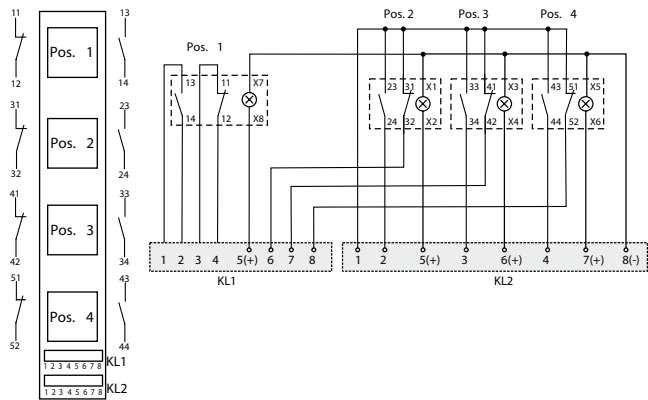 11 13
Pos. 1
12 14
31 23
Pos. 2
32 24
41 33
Pos. 3
42 34
51 43
Pos. 4
52 44
1 2 3 4 5 6 7 8 KL1
1 2 3 4 5 6 7 8 KL2
Pos. 1 Pos. 2 Pos. 3 Pos. 4
13 11 X7
14 12 X8
23 31 X1
24 32 X2
33 41 X3
34 42 X4
43 51 X5
44 52 X6
1 2 3 4 5(+) 6 7 8
KL1
1 2 5(+) 3 6(+) 4 7(+) 8(-)
KL2